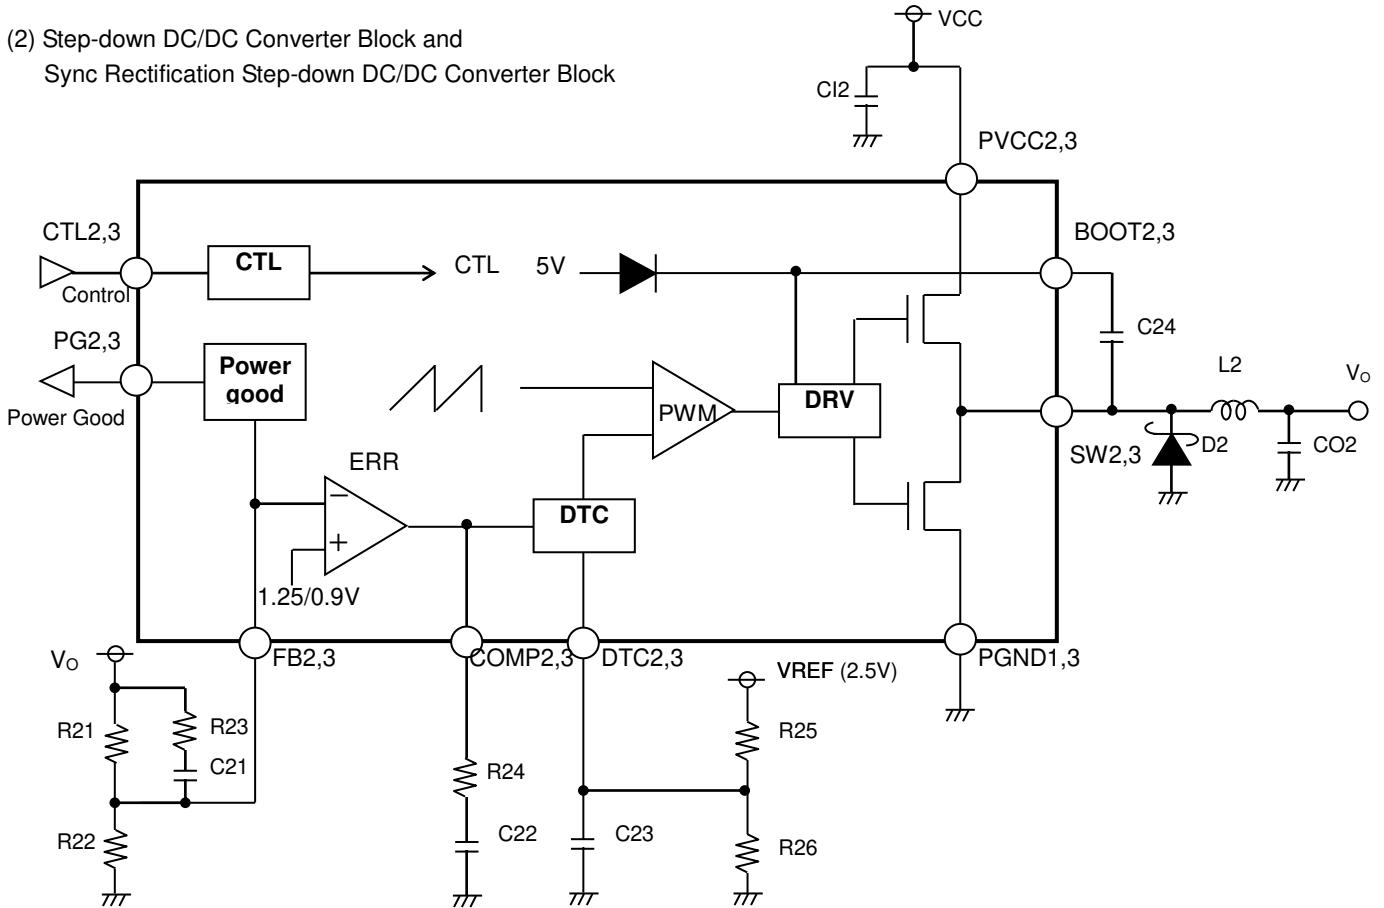 (2) Step-down DC/DC Converter Block and
Sync Rectification Step-down DC/DC Converter Block
VCC
CI2
PVCC2,3
CTL2,3
BOOT2,3
CTL
CTL
5V
Control
PG2,3
C24
Power
good
L2
VO
DRV
PWM
Power Good
ERR
SW2,3
D2
CO2
−
DTC
+
1.25/0.9V
VO
FB2,3
COMP2,3
DTC2,3
PGND1,3
VREF (2.5V)
R21
R23
R25
C21
R24
R22
C22
C23
R26